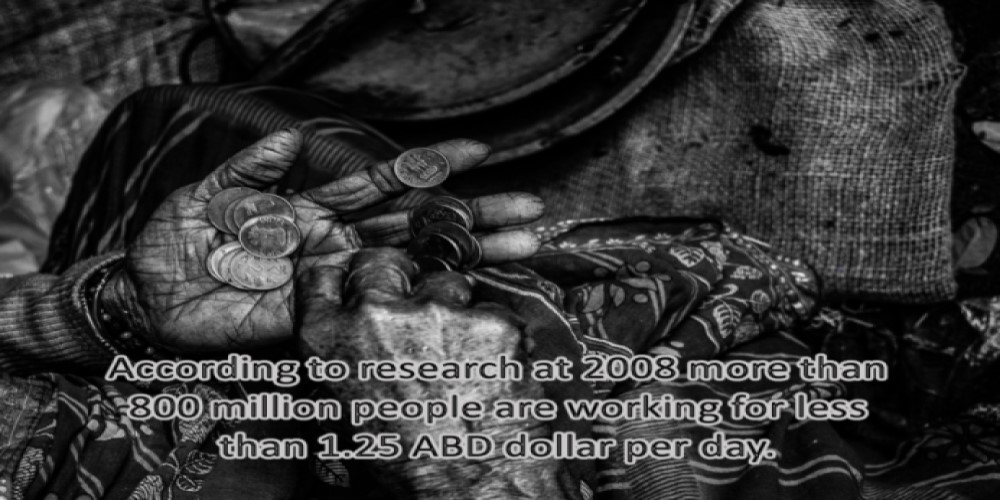 According to research at 2008 more than
800 million people are working for less
than 1.25 ABD dollar per day.